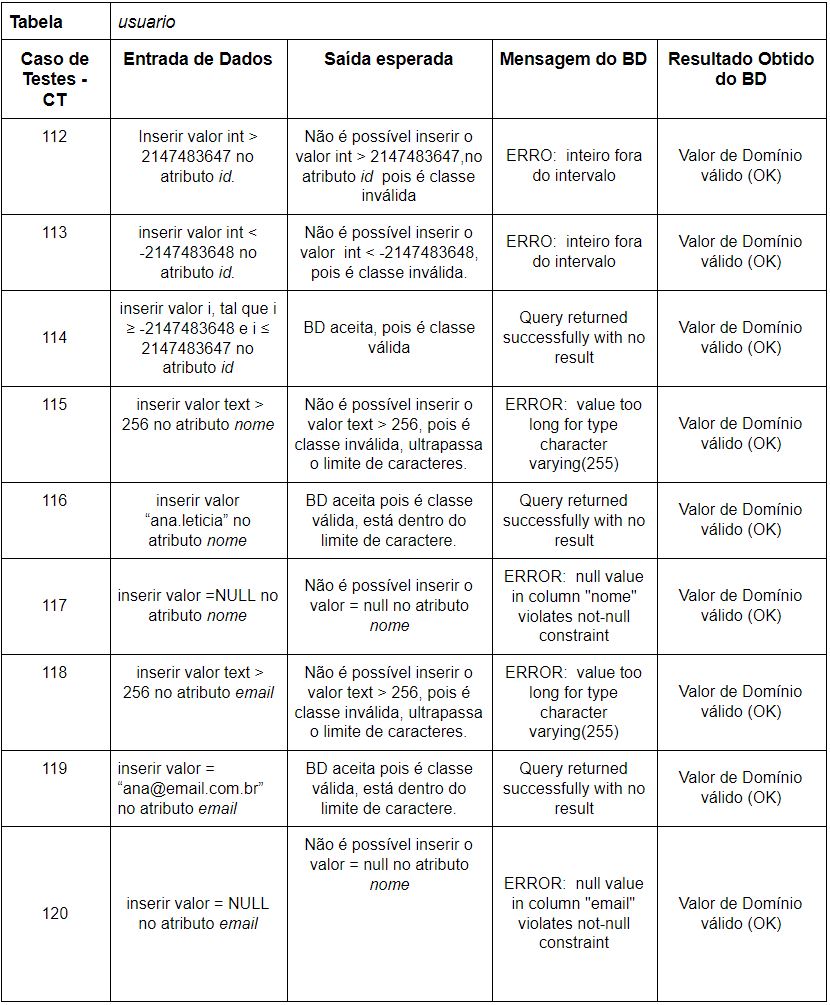 Tabela
usuario
Caso de
Testes -
CT
Entrada de Dados
Saída esperada
Mensagem do BD
Resultado Obtido
do BD
112
Inserir valor int >
2147483647 no
atributo id.
Não é possível inserir o
valor int > 2147483647,no
atributo id pois é classe
inválida
ERRO: inteiro fora
do intervalo
Valor de Domínio
válido (OK)
113
inserir valor int <
-2147483648 no
atributo id.
Não é possível inserir o
valor int < -2147483648,
pois é classe inválida.
ERRO: inteiro fora
do intervalo
Valor de Domínio
válido (OK)
114
inserir valor i, tal que i
≥ -2147483648 e i ≤
2147483647 no
atributo id
BD aceita, pois é classe
válida
Query returned
successfully with no
result
Valor de Domínio
válido (OK)
115
inserir valor text >
256 no atributo nome
Não é possível inserir o
valor text > 256, pois é
classe inválida, ultrapassa
o limite de caracteres.
ERROR: value too
long for type
character
varying(255)
Valor de Domínio
válido (OK)
116
inserir valor
“ana.leticia” no
atributo nome
BD aceita pois é classe
válida, está dentro do
limite de caractere.
Query returned
successfully with no
result
Valor de Domínio
válido (OK)
117
inserir valor =NULL no
atributo nome
Não é possível inserir o
valor = null no atributo
nome
ERROR: null value
in column "nome"
violates not-null
constraint
Valor de Domínio
válido (OK)
118
inserir valor text >
256 no atributo email
Não é possível inserir o
valor text > 256, pois é
classe inválida, ultrapassa
o limite de caracteres.
ERROR: value too
long for type
character
varying(255)
Valor de Domínio
válido (OK)
119
inserir valor =
“ana@email.com.br”
no atributo email
BD aceita pois é classe
válida, está dentro do
limite de caractere.
Query returned
successfully with no
result
Valor de Domínio
válido (OK)
120
inserir valor = NULL
no atributo email
Não é possível inserir o
valor = null no atributo
nome
ERROR: null value
in column "email"
violates not-null
constraint
Valor de Domínio
válido (OK)